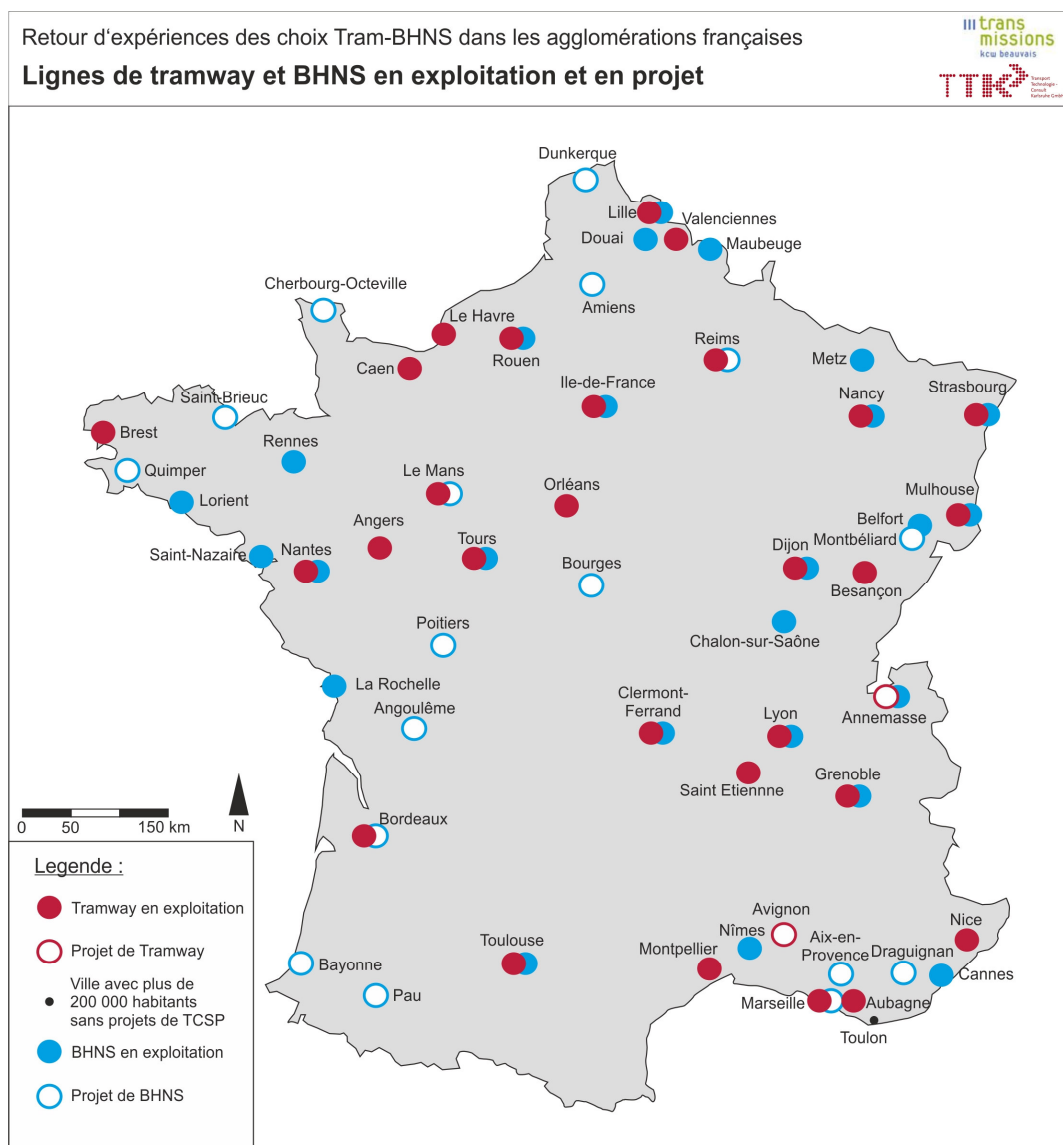 Retour d'expériences des choix Tram-BHNS dans les agglomérations françaises
Lignes de tramway et BHNS en exploitation et en projet
trans
missions
kcw beauvais
TTK
Transport
Technologie -
Consult
Karlsruhe GmbH
Dunkerque
Lille
Valenciennes
Douai
Maubeuge
Cherbourg-Octeville
Amiens
Le Havre
Rouen
Reims
Metz
Caen
Ile-de-France
Nancy
Strasbourg
Saint-Brieuc
Brest
Rennes
Quimper
Le Mans
Orléans
Lorient
Mulhouse
Angers
Belfort
Saint-Nazaire
Nantes
Tours
Dijon
Montbéliard
Bourges
Besançon
Poitiers
Chalon-sur-Saône
La Rochelle
Clermont-
Ferrand
Angoulême
Lyon
Annemasse
Saint Etiennne
Grenoble
N
0 50 150 km
Bordeaux
Legende :
Tramway en exploitation
Projet de Tramway
Ville avec plus de
200 000 habitants
sans projets de TCSP
BHNS en exploitation
Projet de BHNS
Avignon
Nice
Toulouse
Montpellier
Nîmes
Aix-en-
Provence
Draguignan
Bayonne
Cannes
Pau
Marseille
Aubagne
Toulon